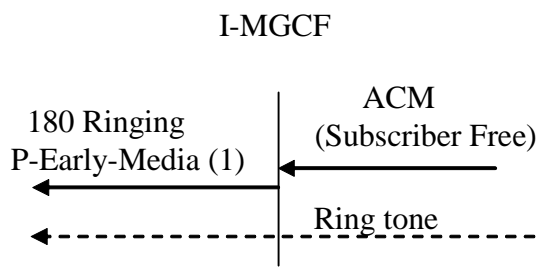 I-MGCF
ACM
180 Ringing
(Subscriber Free)
P-Early-Media (1)
Ring tone